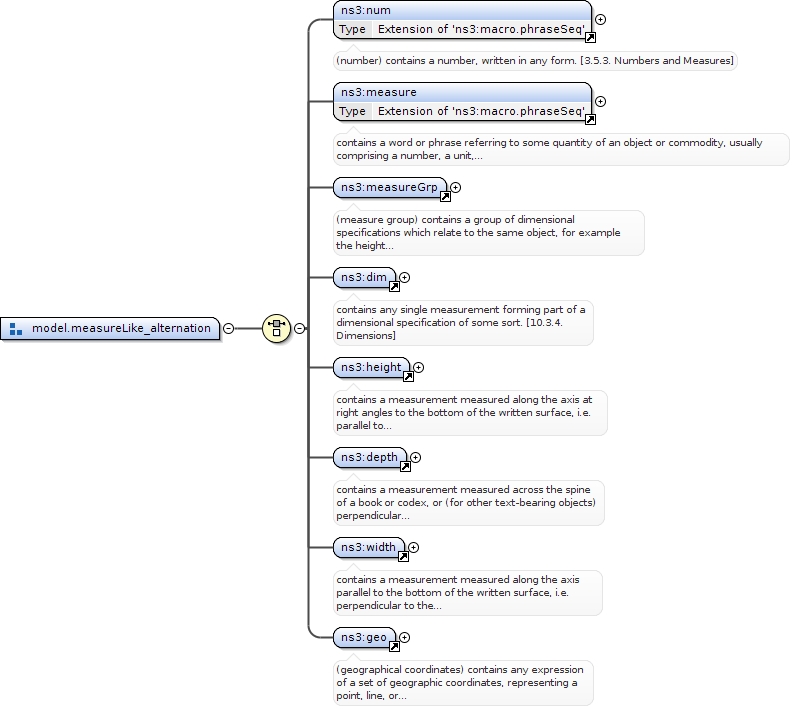 ns3:num
Type Extension of 'ns3:macro.phraseSeq'
(number) contains a number, written in any form. [3.5.3. Numbers and Measures]
ns3:measure
Type Extension of 'ns3:macro.phraseSeq'
contains a word or phrase referring to some quantity of an object or commodity, usually
comprising a number, a unit,...
ns3:measureGrp
(measure group) contains a group of dimensional
specifications which relate to the same object, for example
the height...
ns3:dim
contains any single measurement forming part of a
dimensional specification of some sort. [10.3.4.
Dimensions]
model.measureLike_alternation
ns3:height
contains a measurement measured along the axis at
right angles to the bottom of the written surface, i.e.
parallel to...
ns3:depth
contains a measurement measured across the spine
of a book or codex, or (for other text-bearing objects)
perpendicular...
ns3:width
contains a measurement measured along the axis
parallel to the bottom of the written surface, i.e.
perpendicular to the...
ns3:geo
(geographical coordinates) contains any expression
of a set of geographic coordinates, representing a
point, line, or...